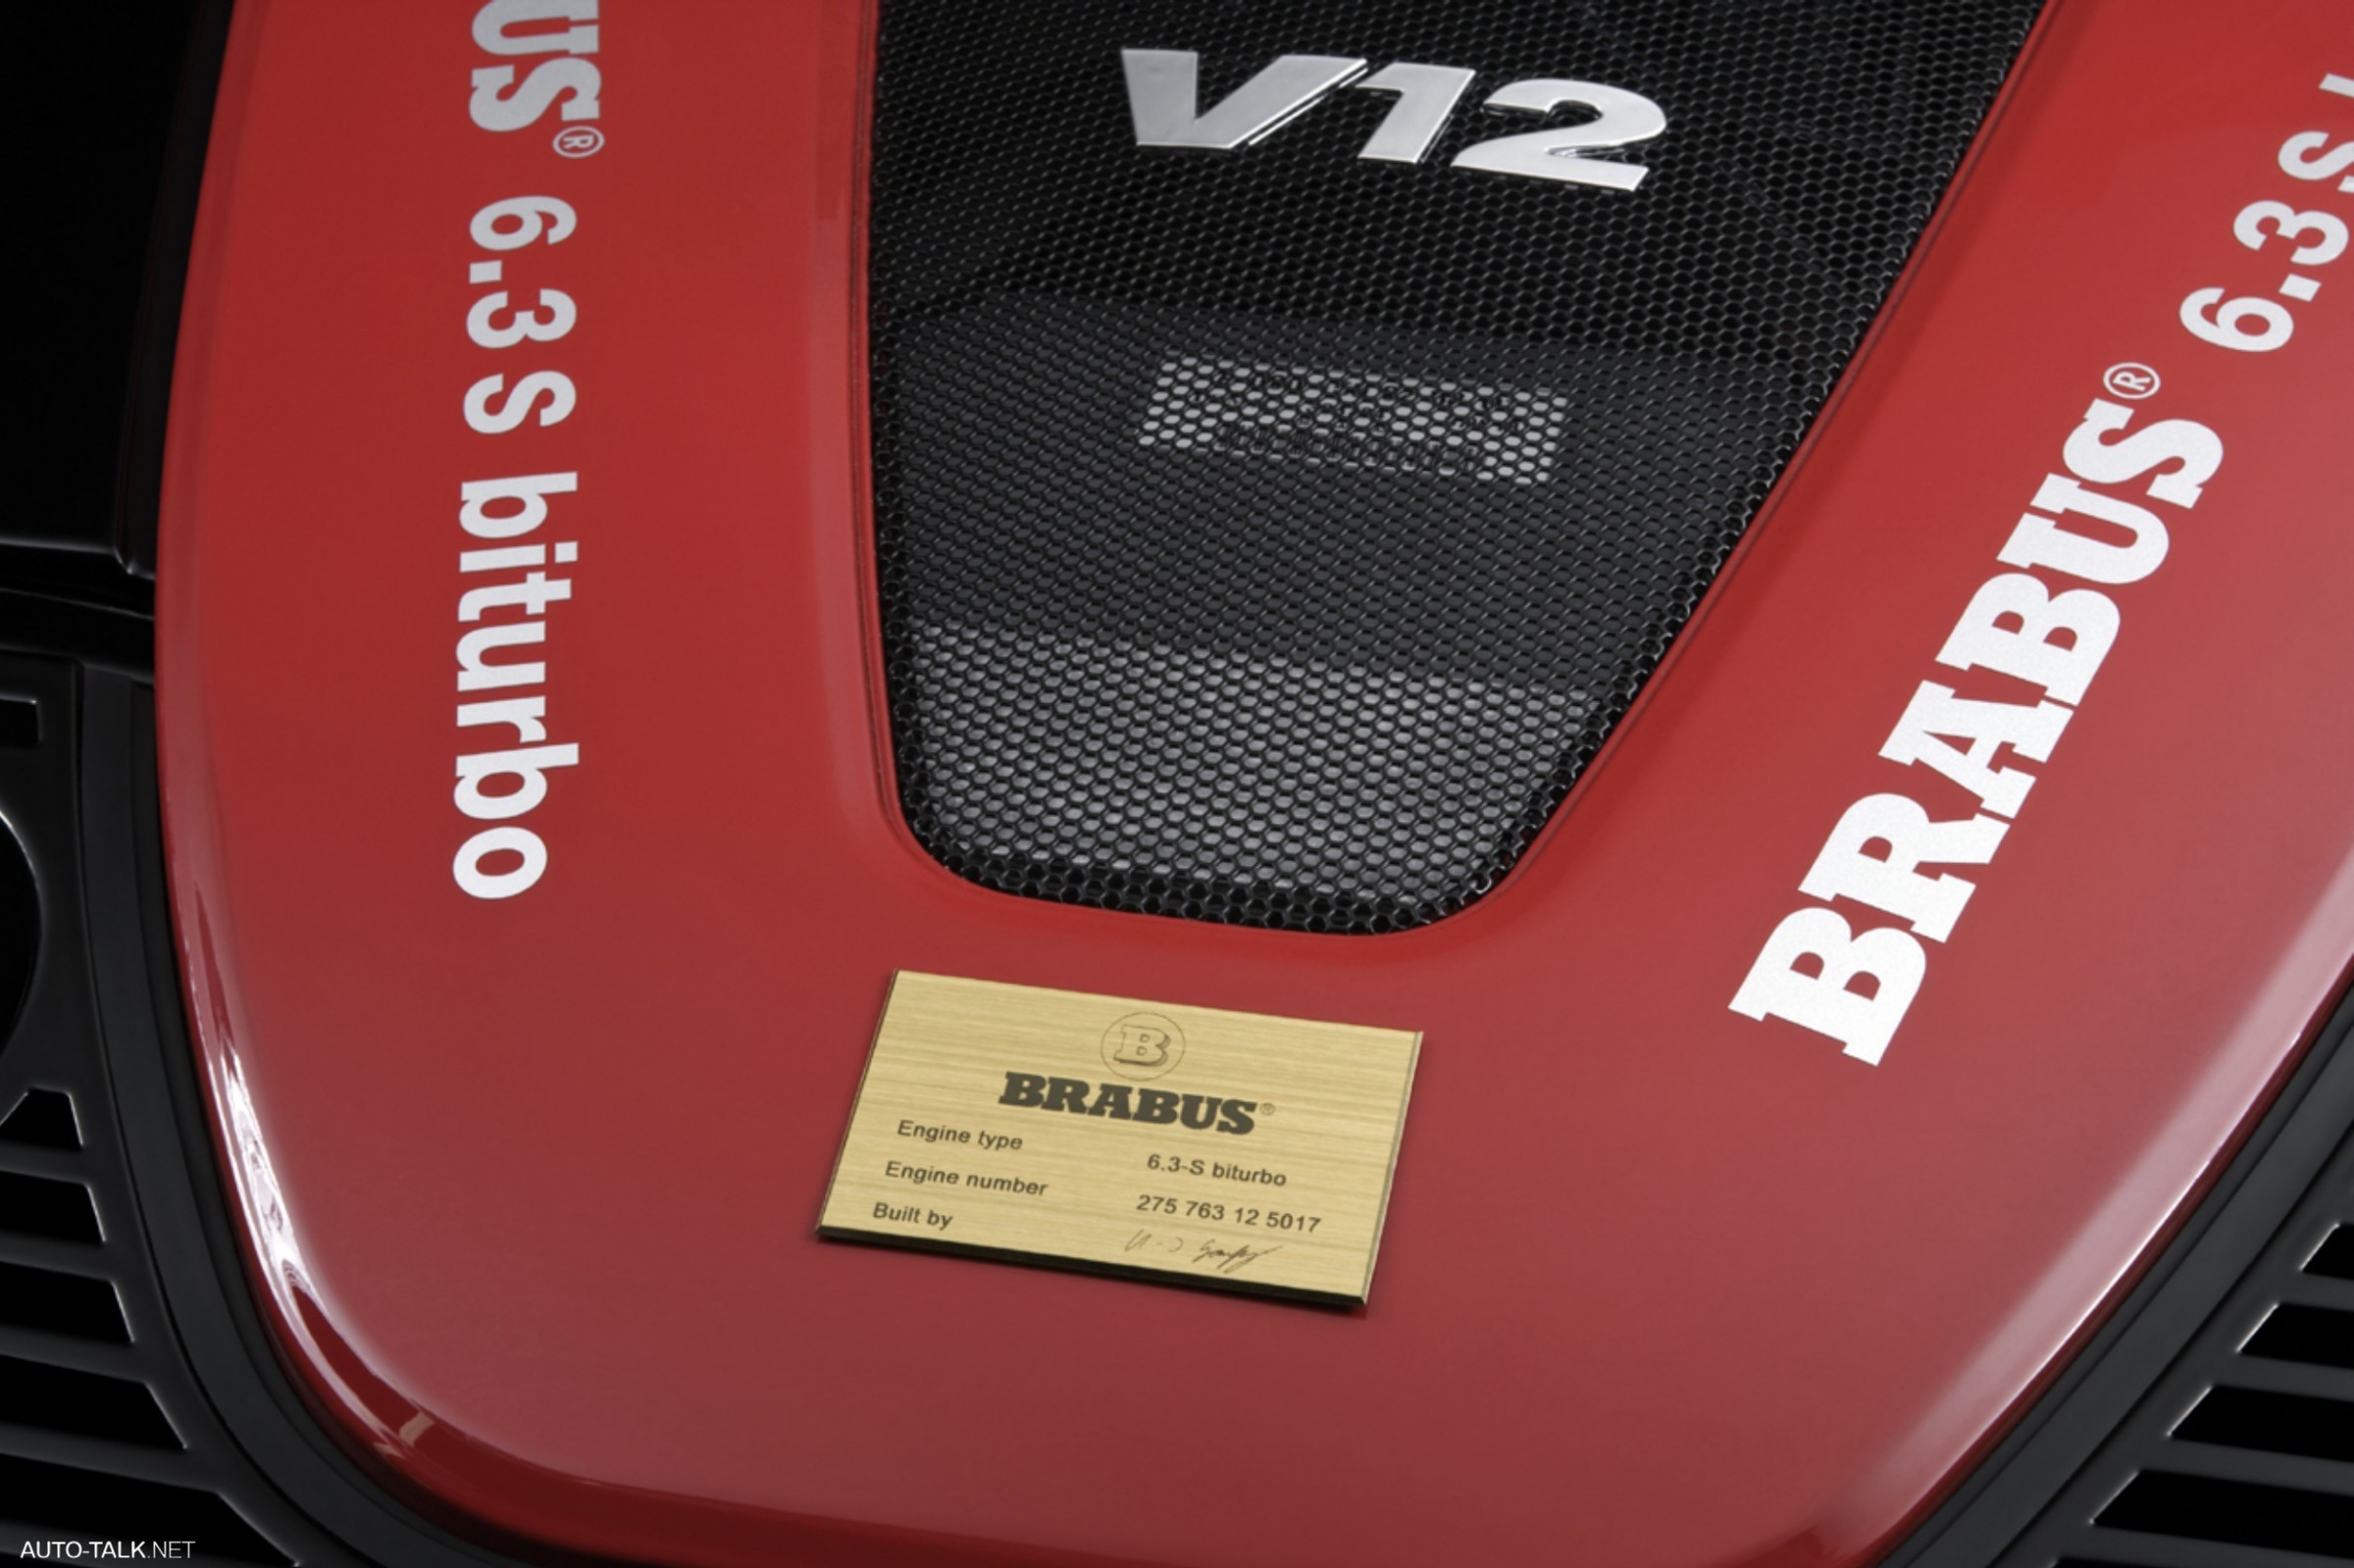 US® 6.3 S biturbo
V12
BRABUS® 6.3 S
B
BRABUS®
Engine type 6.3-S biturbo
Engine number 275 763 12 5017
Built by
AUTO-TALK.NET